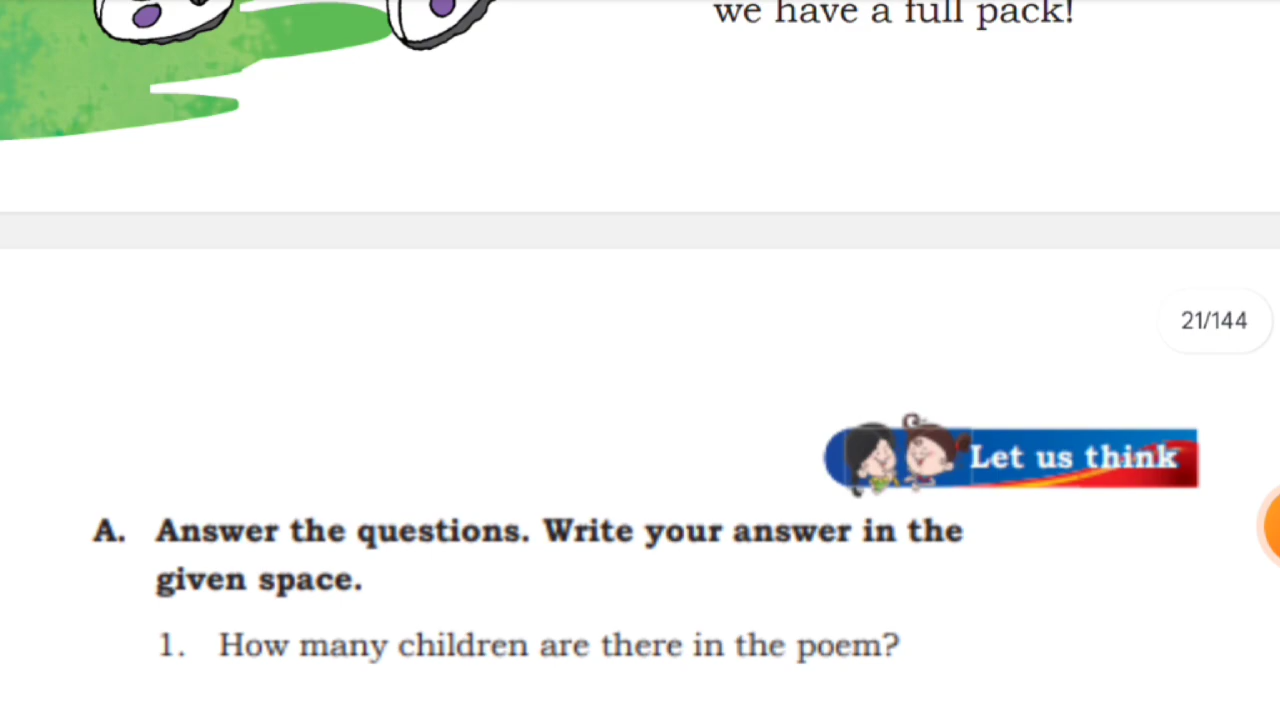 we have a full pack!
21/144
Let us think
A. Answer the questions. Write your answer in the
given space.
1. How many children are there in the poem?